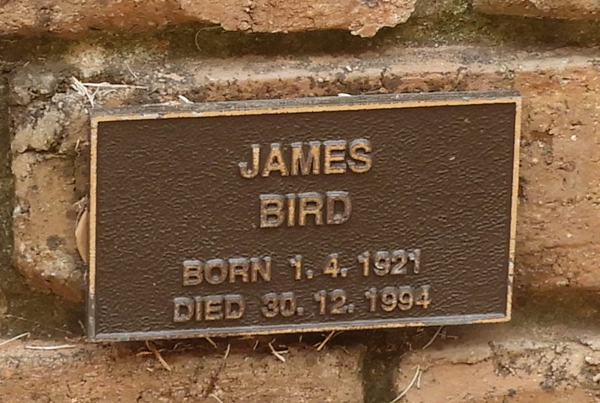 JAMES
BIRD
BORN 1. 4. 1921
DIED 30. 12. 1994